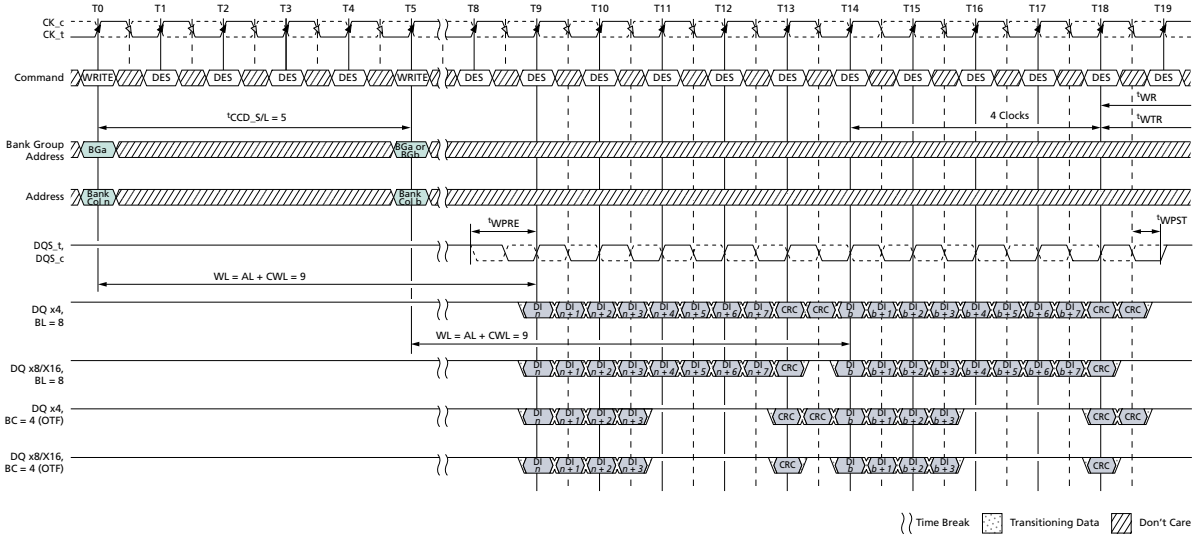 T0 T1 T2 T3 T4 T5 T8 T9 T10 T11 T12 T13 T14 T15 T16 T17 T18 T19
CK_c
CK_t
Command WRITE DES DES DES DES WRITE DES DES DES DES DES DES DES DES DES DES DES DES
tWR
tCCD_S/L = 5
4 Clocks
tWTR
Bank Group
Address
BGa
BGa or
BGb
Address
Bank
Col n
Bank
Col b
tWPRE
tWPST
DQS_t,
DQS_c
WL = AL + CWL = 9
DQ x4,
BL = 8
DI n DI n + 1 DI n + 2 DI n + 3 DI n + 4 DI n + 5 DI n + 6 DI n + 7 CRC CRC DI b DI b + 1 DI b + 2 DI b + 3 DI b + 4 DI b + 5 DI b + 6 DI b + 7 CRC CRC
WL = AL + CWL = 9
DQ x8/X16,
BL = 8
DI n DI n + 1 DI n + 2 DI n + 3 DI n + 4 DI n + 5 DI n + 6 DI n + 7 CRC DI b DI b + 1 DI b + 2 DI b + 3 DI b + 4 DI b + 5 DI b + 6 DI b + 7 CRC
DQ x4,
BC = 4 (OTF)
DI n DI n + 1 DI n + 2 DI n + 3 CRC CRC DI b DI b + 1 DI b + 2 DI b + 3 CRC CRC
DQ x8/X16,
BC = 4 (OTF)
DI n DI n + 1 DI n + 2 DI n + 3 CRC DI b DI b + 1 DI b + 2 DI b + 3 CRC
Time Break Transitioning Data Don't Care